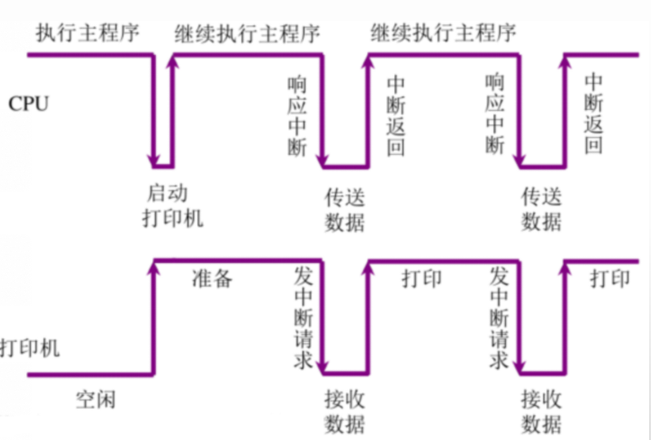 执行主程序
继续执行主程序
继续执行主程序
CPU
响应中断
中断返回
响应中断
中断返回
启动
打印机
传送
数据
传送
数据
准备
发中断请求
打印
发中断请求
打印
打印机
空闲
接收
数据
接收
数据